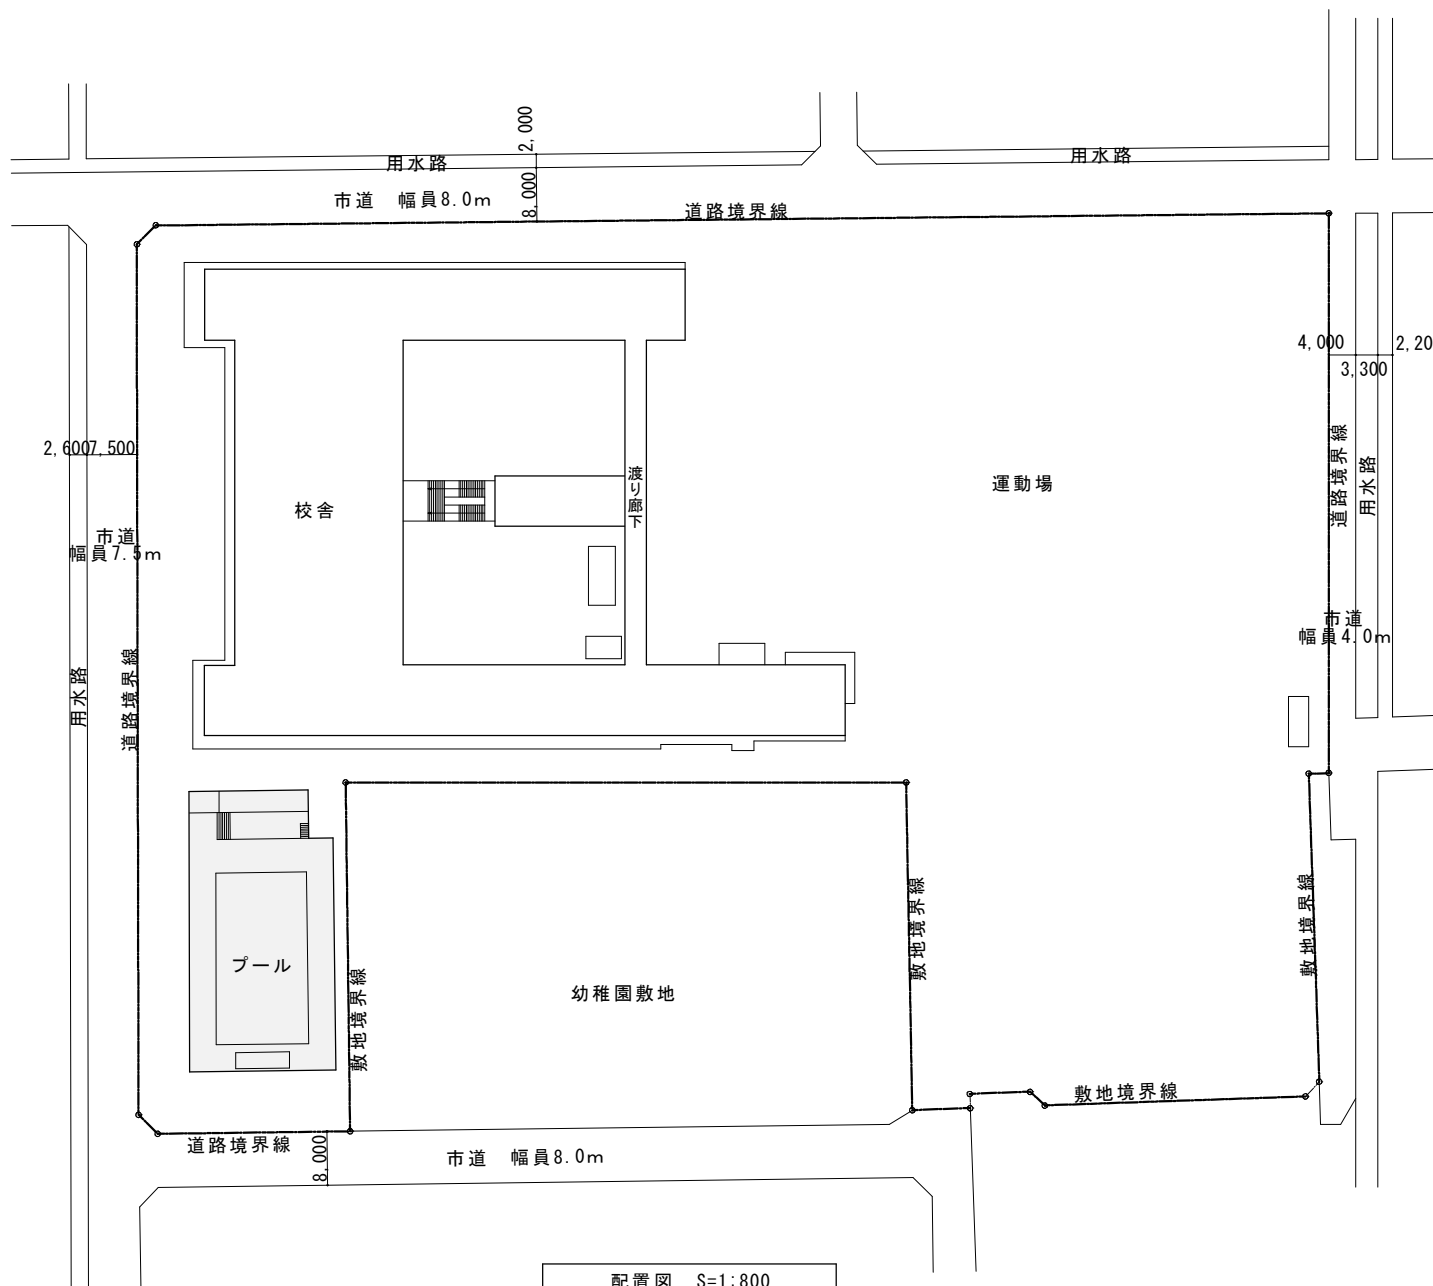 2,000
用水路
用水路
市道　幅員8.0m
8,000
道路境界線
4,000
2,20
3,300
2,600
7,500
道路境界線
用水路
渡り廊下
運動場
校舎
市道
幅員7.5m
市道
幅員4.0m
用水路
道路境界線
敷地境界線
敷地境界線
プール
敷地境界線
幼稚園敷地
敷地境界線
道路境界線
8,000
市道　幅員8.0m
配置図　S=1:800